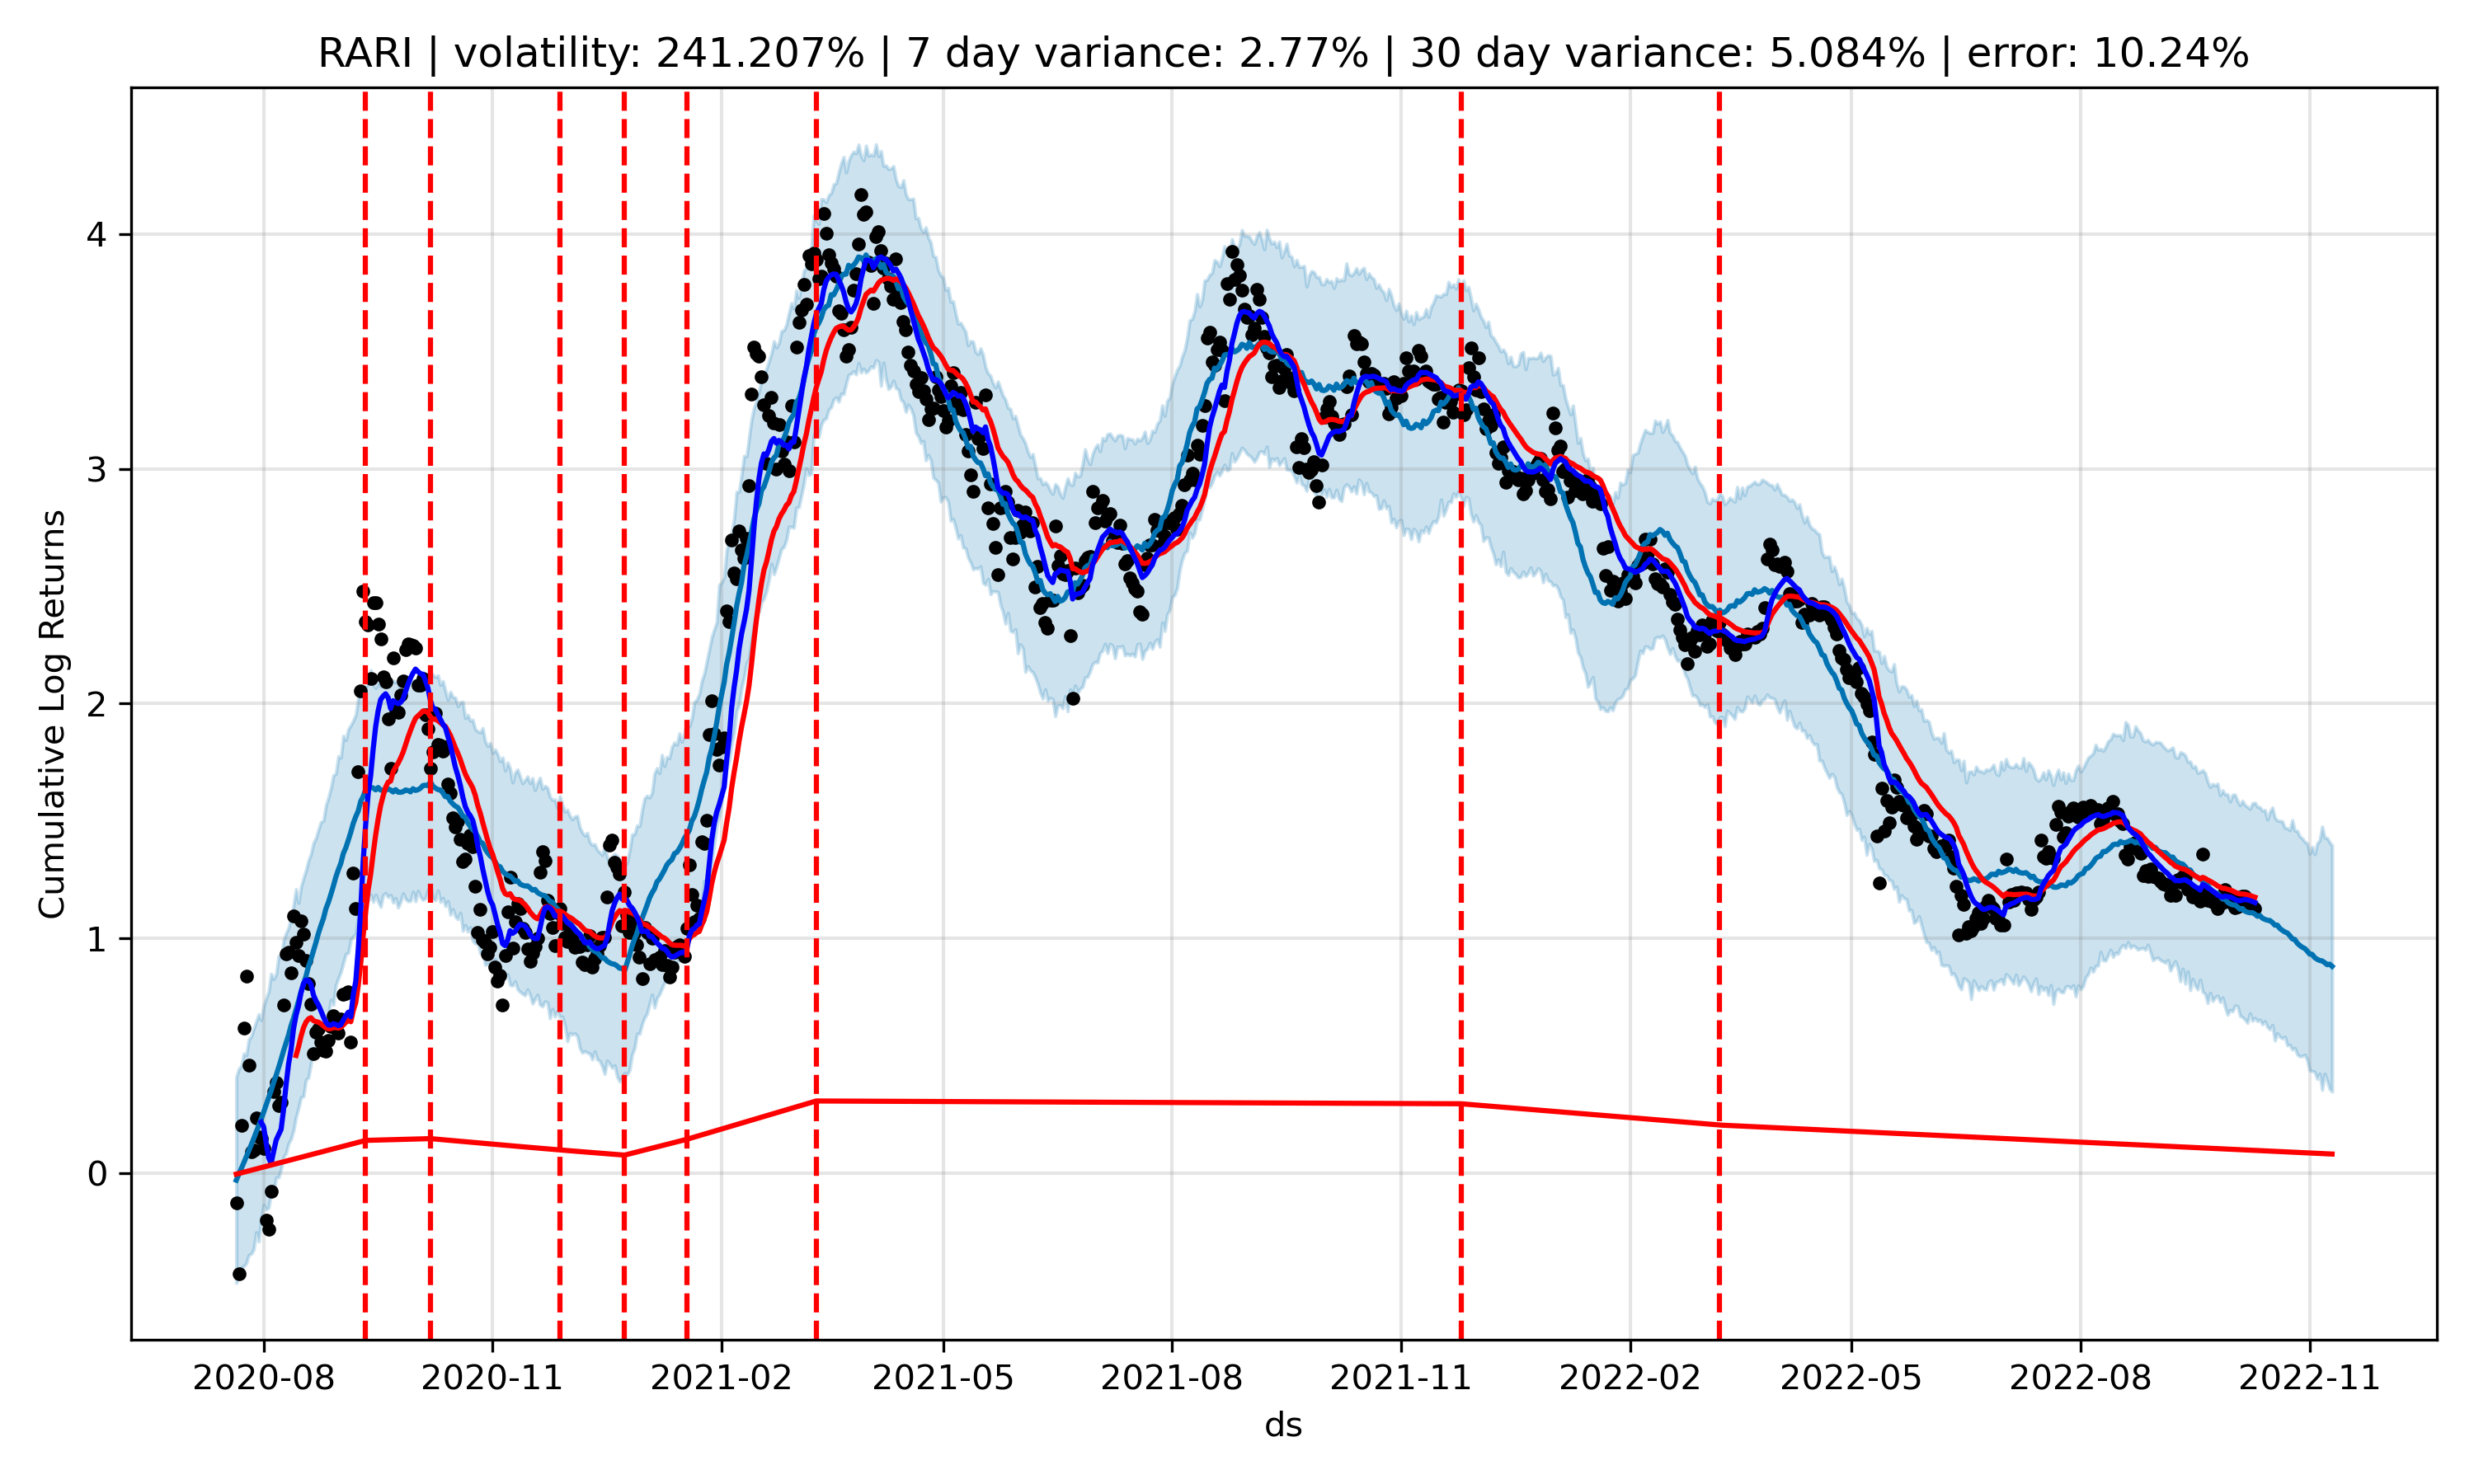 RARI | volatility: 241.207% | 7 day variance: 2.77% | 30 day variance: 5.084% | error: 10.24%
Cumulative Log Returns
4
3
2
1
0
2020-08 2020-11 2021-02 2021-05 2021-08 2021-11 2022-02 2022-05 2022-08 2022-11
ds